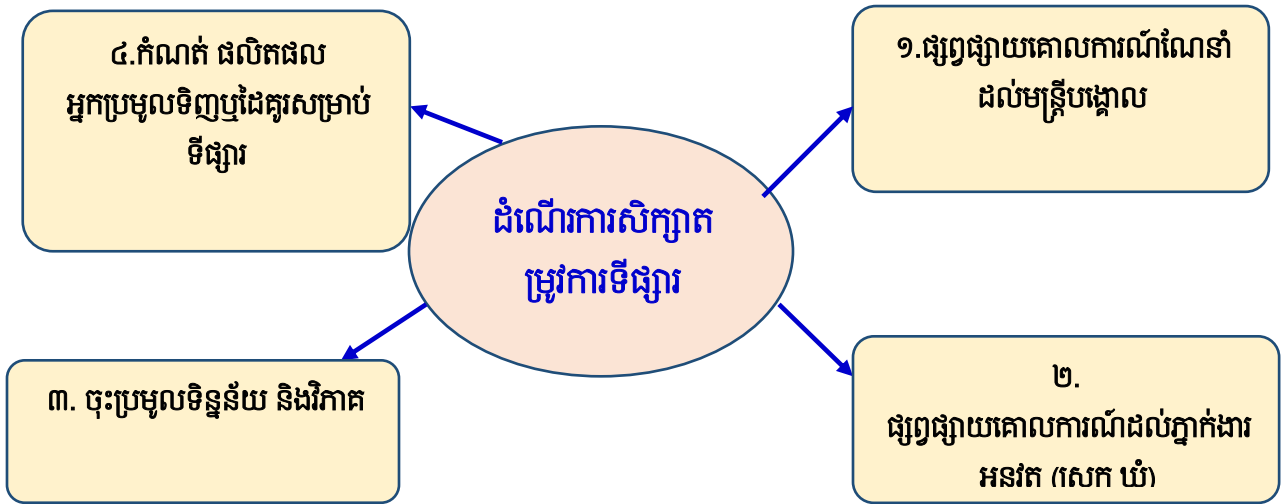 ដំណើរការសិក្សាត
ម្រូវការទីផ្សារ
១.ផ្សព្វផ្សាយគោលការណ៍ណែនាំ
ដល់មន្ត្រីបង្គោល
២.
ផ្សព្វផ្សាយគោលការណ៍ដល់ភ្នាក់ងារ
អនវត (សេក ឃំ)
៣. ចុះប្រមូលទិន្នន័យ និងវិភាគ
៤.កំណត់ ផលិតផល
អ្នកប្រមូលទិញឬដៃគូរសម្រាប់
ទីផ្សារ